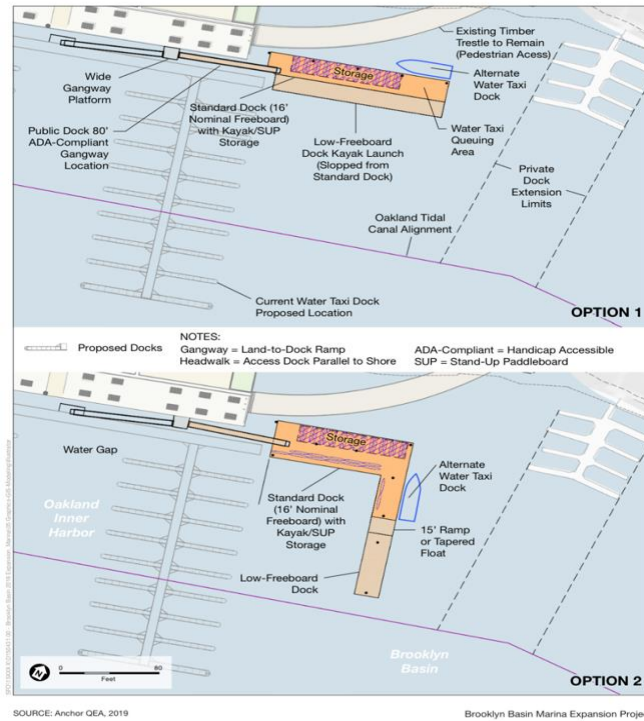 Existing Timber
Trestle to Remain
(Pedestrian Acess)
Wide
Gangway
Platform
Storage
Alternate
Water Taxi
Dock
Standard Dock (16'
Nominal Freeboard)
with Kayak/SUP
Storage
Public Dock 80'
ADA-Compliant
Gangway
Location
Low-Freeboard
Dock Kayak Launch
(Slopped from
Standard Dock)
Water Taxi
Queuing
Area
Private
Dock
Extension
Limits
Oakland Tidal
Canal Alignment
Current Water Taxi Dock
Proposed Location
OPTION 1
Proposed Docks
NOTES:
Gangway = Land-to-Dock Ramp
Headwalk = Access Dock Parallel to Shore
ADA-Compliant = Handicap Accessible
SUP = Stand-Up Paddleboard
Storage
Water Gap
Alternate
Water Taxi
Dock
Oakland
Inner
Harbor
Standard Dock
(16' Nominal
Freeboard) with
Kayak/SUP
Storage
15' Ramp
or Tapered
Float
Low-Freeboard
Dock
Brooklyn
Basin
N
0 80
Feet
OPTION 2
SOURCE: Anchor QEA, 2019
Brooklyn Basin Marina Expansion Proje